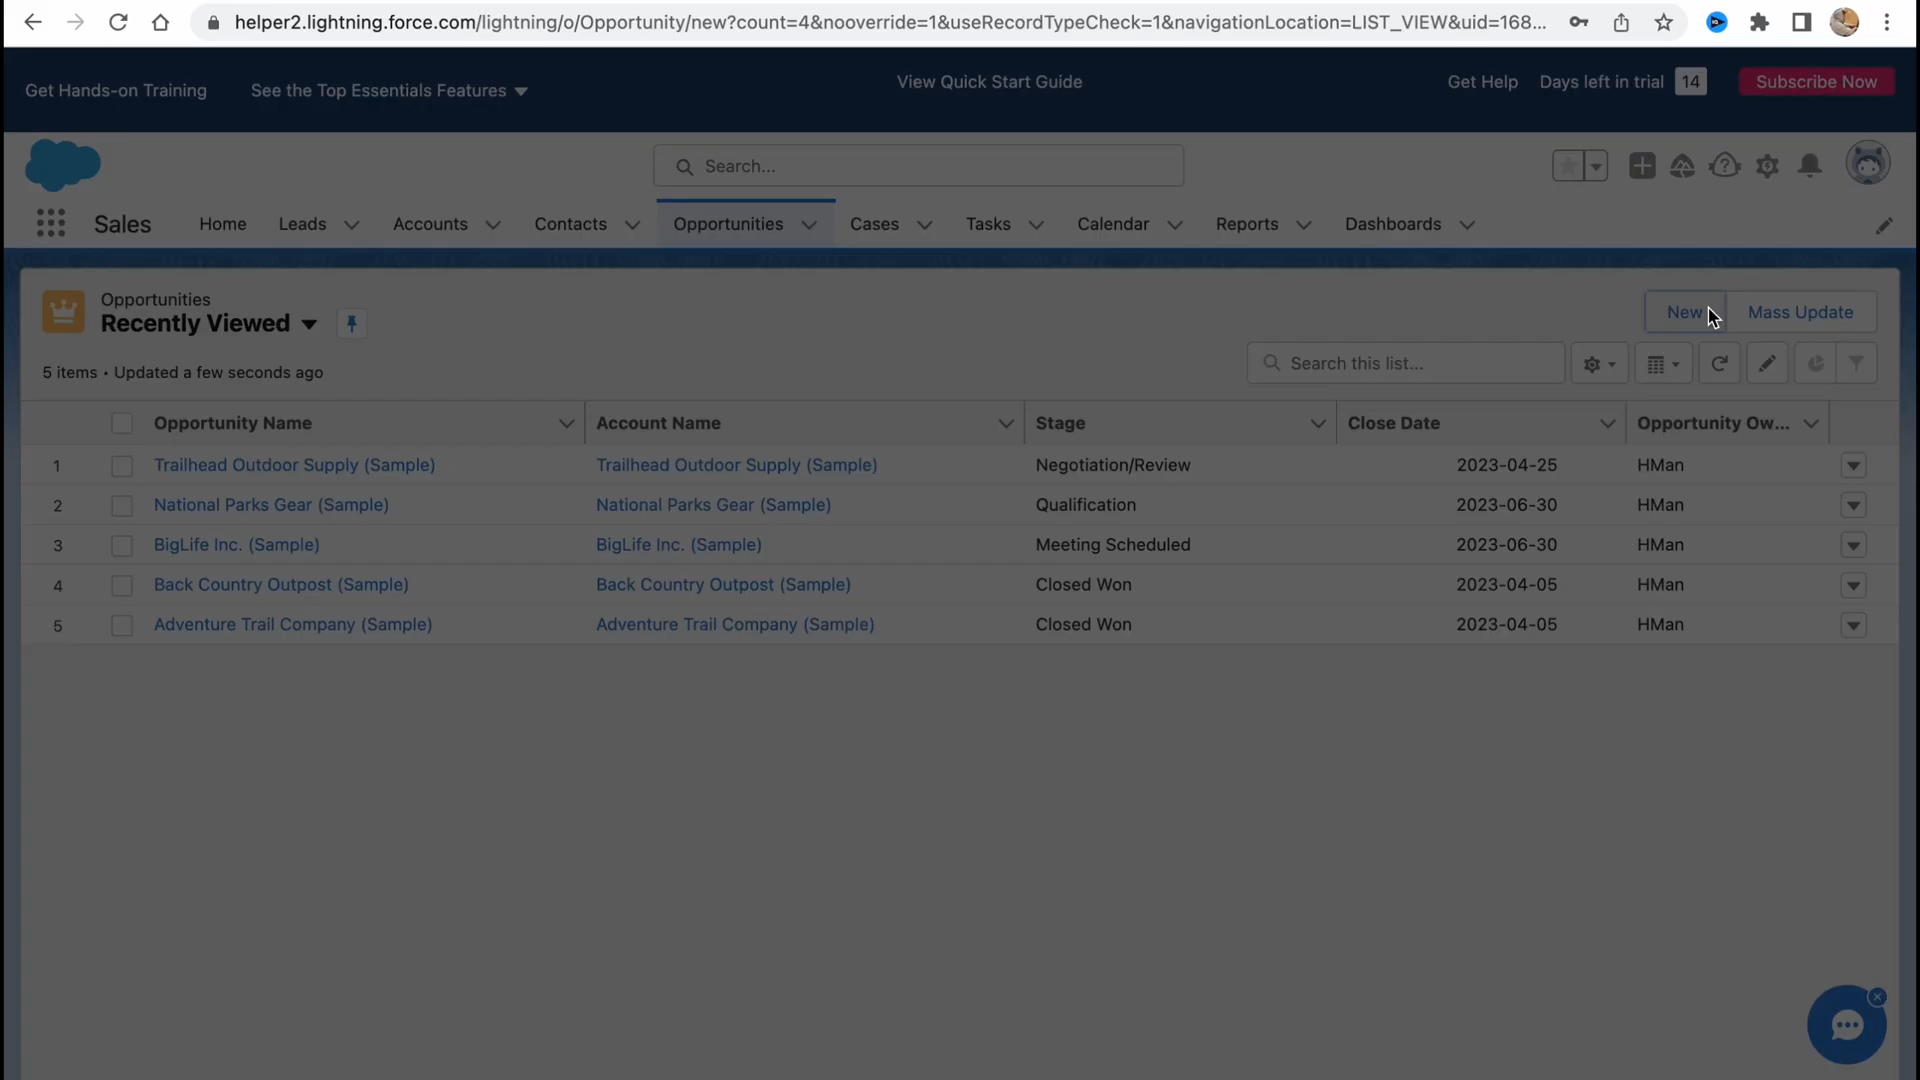 helper2.lightning.force.com/lightning/o/Opportunity/new?count=4&nooverride=1&useRecordTypeCheck=1&navigationLocation=LIST_VIEW&uid=168...
Get Hands-on Training See the Top Essentials Features View Quick Start Guide Get Help Days left in trial 14 Subscribe Now
Search...
Sales Home Leads Accounts Contacts Opportunities Cases Tasks Calendar Reports Dashboards
Opportunities
Recently Viewed New Mass Update
5 items • Updated a few seconds ago Search this list...
Opportunity Name Account Name Stage Close Date Opportunity Ow...
1 Trailhead Outdoor Supply (Sample) Trailhead Outdoor Supply (Sample) Negotiation/Review 2023-04-25 HMan
2 National Parks Gear (Sample) National Parks Gear (Sample) Qualification 2023-06-30 HMan
3 BigLife Inc. (Sample) BigLife Inc. (Sample) Meeting Scheduled 2023-06-30 HMan
4 Back Country Outpost (Sample) Back Country Outpost (Sample) Closed Won 2023-04-05 HMan
5 Adventure Trail Company (Sample) Adventure Trail Company (Sample) Closed Won 2023-04-05 HMan